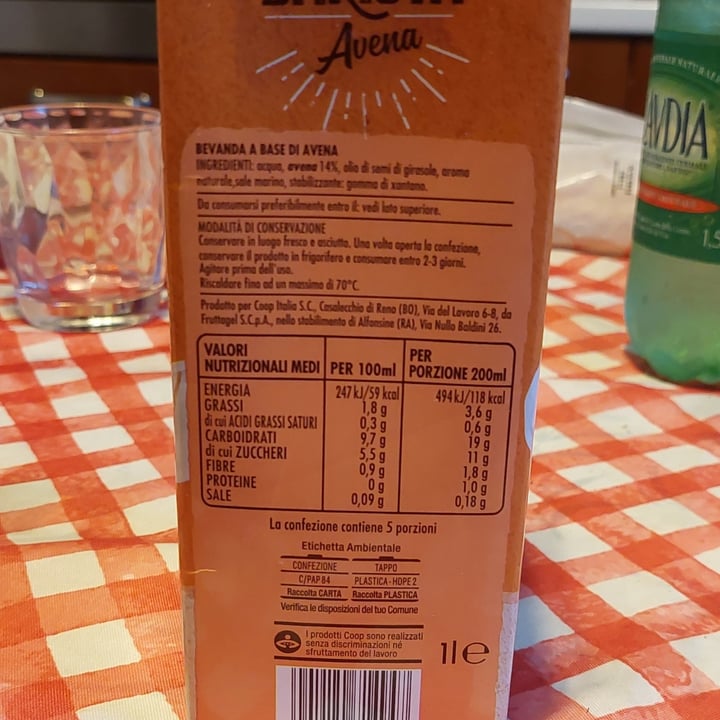 BARISTA
Avena
BEVANDA A BASE DI AVENA
INGREDIENTI: acqua, avena 14%, olio di semi di girasole, aroma
naturale, sale marino, stabilizzante: gomma di xantano.
Da consumarsi preferibilmente entro il: vedi lato superiore.
MODALITÀ DI CONSERVAZIONE
Conservare in luogo fresco e asciutto. Una volta aperta la confezione,
conservare il prodotto in frigorifero e consumare entro 2-3 giorni.
Agitare prima dell'uso.
Riscaldare fino ad un massimo di 70°C.
Prodotto per Coop Italia S.C., Casalecchio di Reno (BO), Via del Lavoro 6-8, da
Fruttagel S.C.p.A., nello stabilimento di Alfonsine (RA), Via Nullo Baldini 26.
VALORI NUTRIZIONALI MEDI PER 100ml PER PORZIONE 200ml
ENERGIA 247 kJ/59 kcal 494 kJ/118 kcal
GRASSI 1,8 g 3,6 g
di cui ACIDI GRASSI SATURI 0,3 g 0,6 g
CARBOIDRATI 9,7 g 19 g
di cui ZUCCHERI 5,5 g 11 g
FIBRE 0,9 g 1,8 g
PROTEINE 0 g 1,0 g
SALE 0,09 g 0,18 g
La confezione contiene 5 porzioni
Etichetta Ambientale
CONFEZIONE TAPPO
C/PAP 84 PLASTICA - HDPE 2
Raccolta CARTA Raccolta PLASTICA
Verifica le disposizioni del tuo Comune
I prodotti Coop sono realizzati
senza discriminazioni né
sfruttamento del lavoro
1l e
AVDIA
1,5